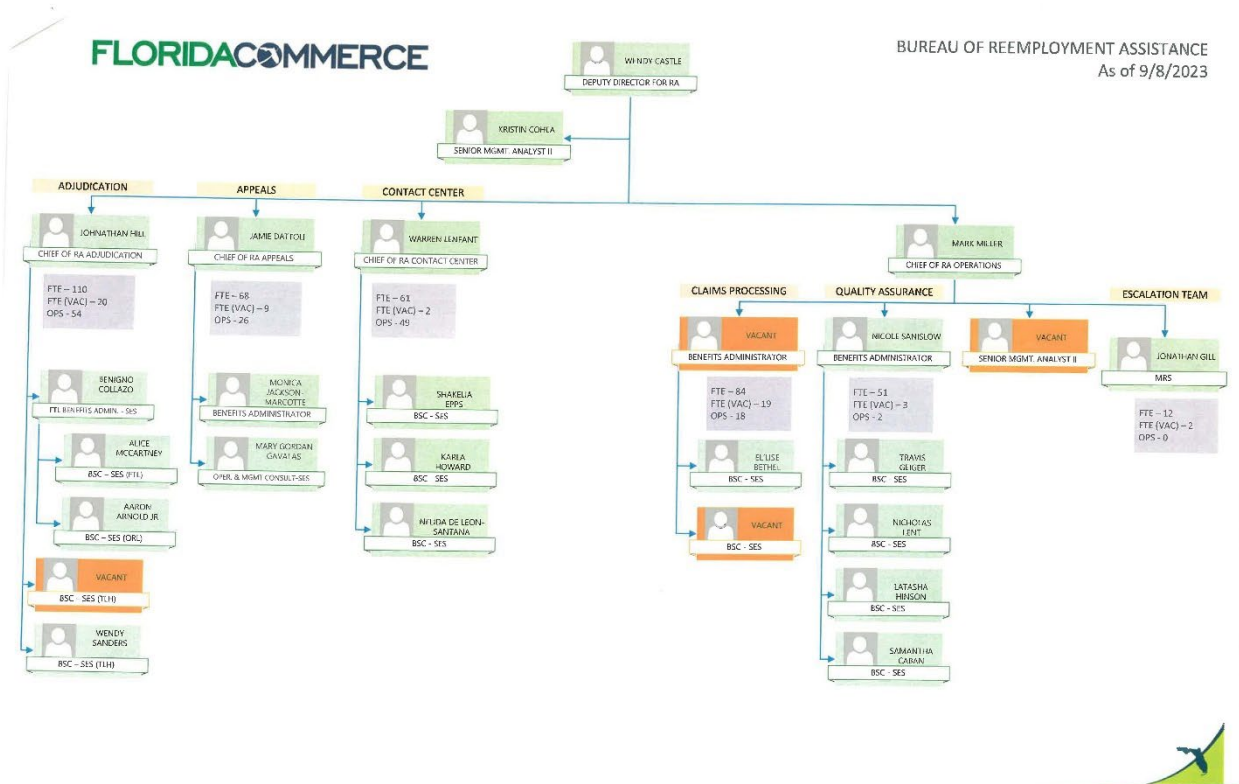 FLORIDACOMMERCE
BUREAU OF REEMPLOYMENT ASSISTANCE
As of 9/8/2023
WENDY CASTLE
DEPUTY DIRECTOR FOR RA
KRISTIN COHLA
SENIOR MGMT. ANALYST II
ADJUDICATION
JOHNATHAN HILL
CHIEF OF RA ADJUDICATION
FTE – 110
FTE (VAC) – 20
OPS - 54
BENIGNO
COLLAZO
FTL BENEFITS ADMIN. - SES
ALICE
MCCARTNEY
BSC – SES (FTL)
AARON
ARNOLD JR
BSC – SES (ORL)
VACANT
BSC - SES (TLH)
WENDY
SANDERS
BSC – SES (TLH)
APPEALS
JAMIE DATTOLI
CHIEF OF RA APPEALS
FTE – 68
FTE (VAC) – 9
OPS - 26
MONICA
JACKSON-
MARCOTTE
BENEFITS ADMINISTRATOR
MARY GORDAN
GAVALAS
OPER. & MGMT CONSULT-SES
CONTACT CENTER
WARREN LENFANT
CHIEF OF RA CONTACT CENTER
FTE – 61
FTE (VAC) – 2
OPS - 49
SHAKELIA
EPPS
BSC - SES
KARLA
HOWARD
BSC - SES
NEUDA DE LEON-
SANTANA
BSC - SES
MARK MILLER
CHIEF OF RA OPERATIONS
CLAIMS PROCESSING
VACANT
BENEFITS ADMINISTRATOR
FTE – 84
FTE (VAC) – 19
OPS - 18
EL'LISE
BETHEL
BSC - SES
VACANT
BSC - SES
QUALITY ASSURANCE
NICOLE SANISLOW
BENEFITS ADMINISTRATOR
FTE – 51
FTE (VAC) – 3
OPS - 2
TRAVIS
GEIGER
BSC - SES
NICHOLAS
LENT
BSC - SES
LATASHA
HINSON
BSC - SES
SAMANTHA
CABAN
BSC - SES
VACANT
SENIOR MGMT. ANALYST II
ESCALATION TEAM
JONATHAN GILL
MRS
FTE – 12
FTE (VAC) – 2
OPS - 0